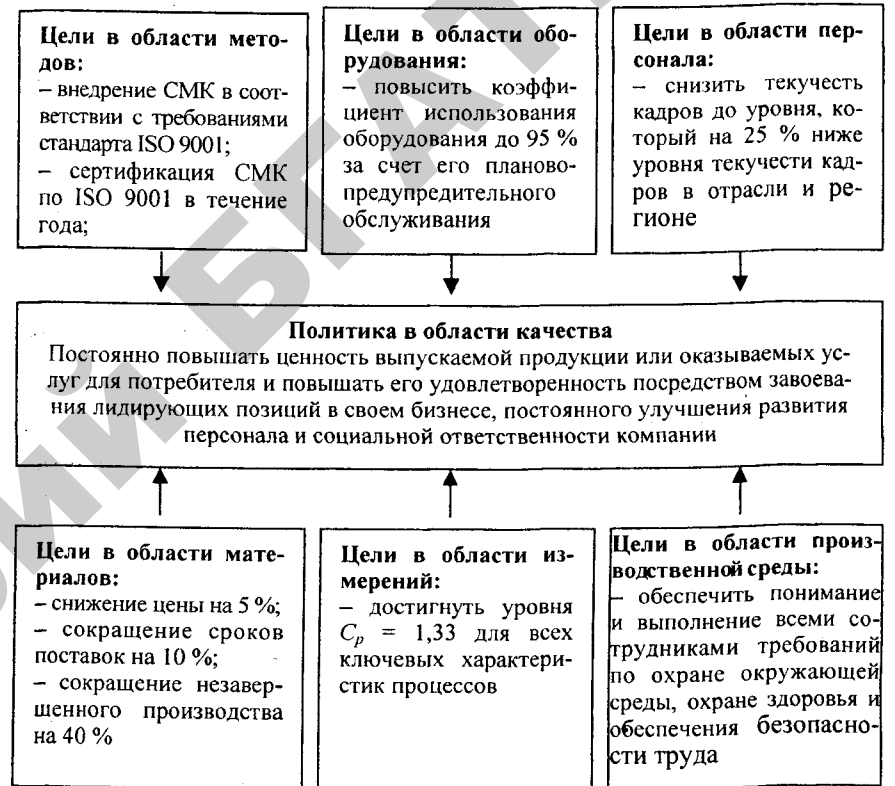 Цели в области мето-
дов:
– внедрение СМК в соот-
ветствии с требованиями
стандарта ISO 9001;
– сертификация СМК
по ISO 9001 в течение
года;
Цели в области обо-
рудования:
– повысить коэффи-
циент использования
оборудования до 95 %
за счет его планово-
предупредительного
обслуживания
Цели в области пер-
сонала:
– снизить текучесть
кадров до уровня, ко-
торый на 25 % ниже
уровня текучести кад-
ров в отрасли и ре-
гионе
Политика в области качества
Постоянно повышать ценность выпускаемой продукции или оказываемых ус-
луг для потребителя и повышать его удовлетворенность посредством завоева-
ния лидирующих позиций в своем бизнесе, постоянного улучшения развития
персонала и социальной ответственности компании
Цели в области мате-
риалов:
– снижение цены на 5 %;
– сокращение сроков
поставок на 10 %;
– сокращение незавер-
шенного производства
на 40 %
Цели в области из-
мерений:
– достигнуть уровня
Cp = 1,33 для всех
ключевых характери-
стик процессов
Цели в области произ-
водственной среды:
– обеспечить понимание
и выполнение всеми со-
трудниками требований
по охране окружающей
среды, охране здоровья и
обеспечения безопасно-
сти труда